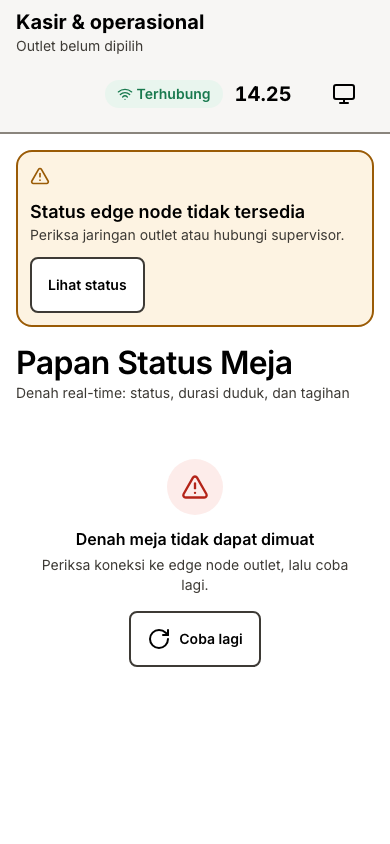 Kasir & operasional
Outlet belum dipilih
Terhubung
14.25
Status edge node tidak tersedia
Periksa jaringan outlet atau hubungi supervisor.
Lihat status
Papan Status Meja
Denah real-time: status, durasi duduk, dan tagihan
Denah meja tidak dapat dimuat
Periksa koneksi ke edge node outlet, lalu coba
lagi.
Coba lagi